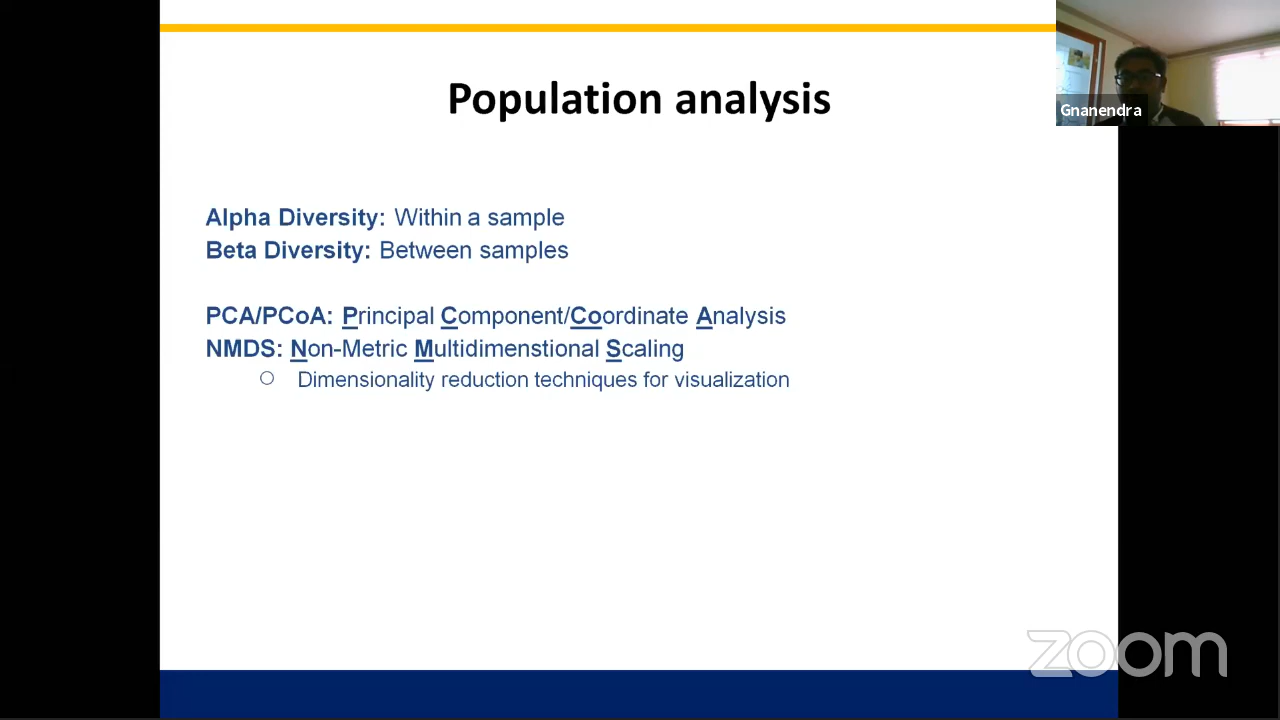 Population analysis
Gnanendra
Alpha Diversity: Within a sample
Beta Diversity: Between samples
PCA/PCoA: Principal Component/Coordinate Analysis
NMDS: Non-Metric Multidimenstional Scaling
Dimensionality reduction techniques for visualization
zoom